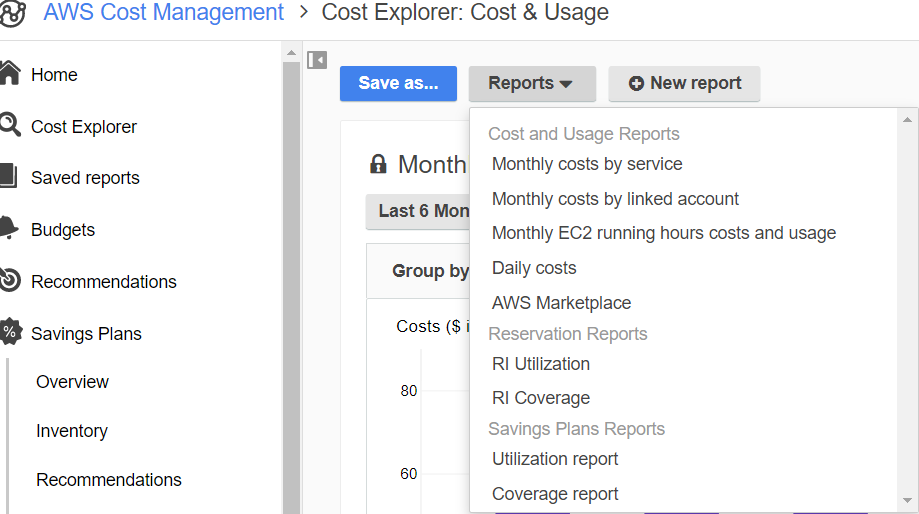 AWS Cost Management > Cost Explorer: Cost & Usage
Home
Cost Explorer
Saved reports
Budgets
Recommendations
Savings Plans
Overview
Inventory
Recommendations
Save as...
Reports
New report
Cost and Usage Reports
Monthly costs by service
Monthly costs by linked account
Monthly EC2 running hours costs and usage
Daily costs
AWS Marketplace
Reservation Reports
RI Utilization
RI Coverage
Savings Plans Reports
Utilization report
Coverage report
Month
Last 6 Mon
Group by
Costs ($ i
80
60